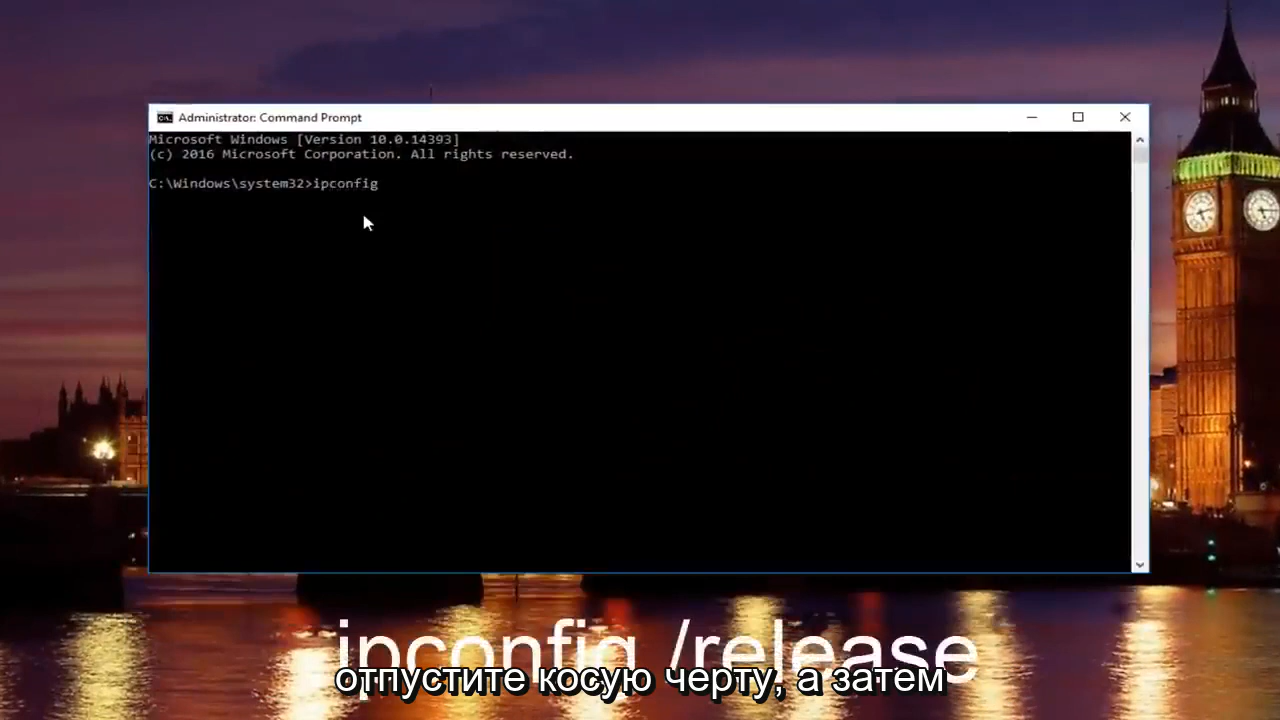 Administrator: Command Prompt
Microsoft Windows [Version 10.0.14393]
(c) 2016 Microsoft Corporation. All rights reserved.
C:\Windows\system32>ipconfig
ipconfig /release
отпустите косую черту, а затем